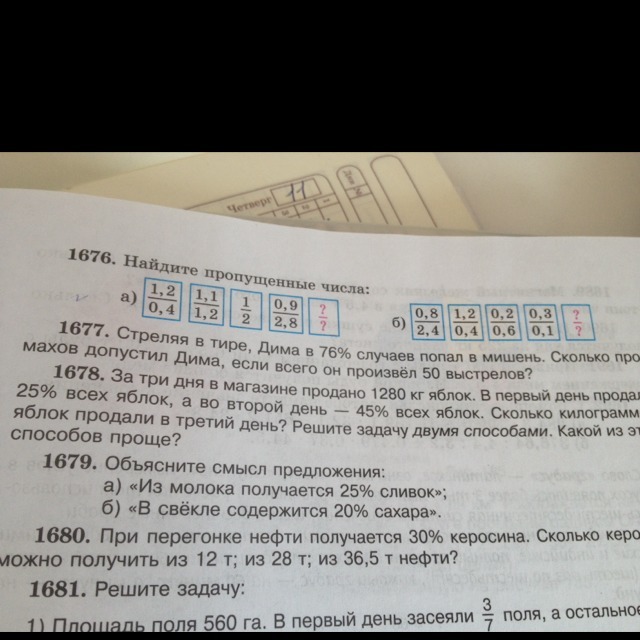 Четверг 11
1676. Найдите пропущенные числа:
а) 1,2/0,4 1,1/1,2 1/2 0,9/2,8 ?/? б) 0,8/2,4 1,2/0,4 0,2/0,6 0,3/0,1 ?/?
1677. Стреляя в тире, Дима в 76% случаев попал в мишень. Сколько про
махов допустил Дима, если всего он произвёл 50 выстрелов?
1678. За три дня в магазине продано 1280 кг яблок. В первый день продал
25% всех яблок, а во второй день — 45% всех яблок. Сколько килограмм
яблок продали в третий день? Решите задачу двумя способами. Какой из эт
способов проще?
1679. Объясните смысл предложения:
а) «Из молока получается 25% сливок»;
б) «В свёкле содержится 20% сахара».
1680. При перегонке нефти получается 30% керосина. Сколько керо
можно получить из 12 т; из 28 т; из 36,5 т нефти?
1681. Решите задачу:
1) Площадь поля 560 га. В первый день засеяли 3/7 поля, а остальное